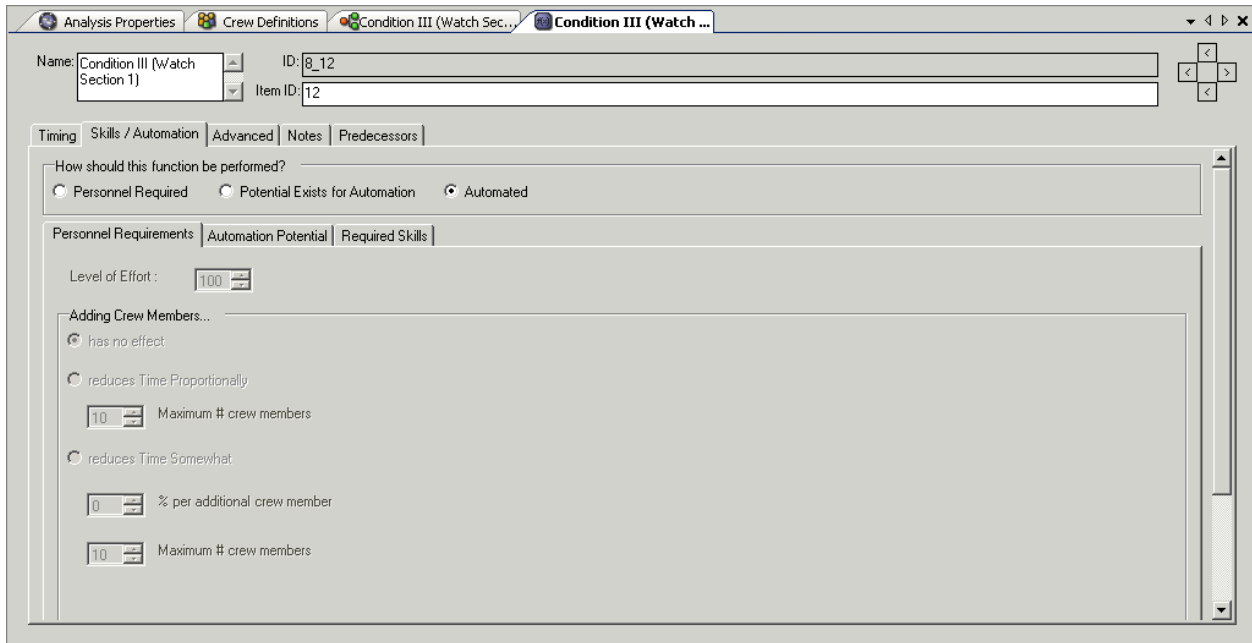 Analysis Properties Crew Definitions Condition III (Watch Sec... Condition III (Watch ...
Name: Condition III (Watch
Section 1)
ID: 8_12
Item ID: 12
Timing Skills / Automation Advanced Notes Predecessors
How should this function be performed?
Personnel Required Potential Exists for Automation Automated
Personnel Requirements Automation Potential Required Skills
Level of Effort : 100
Adding Crew Members...
has no effect
reduces Time Proportionally
10 Maximum # crew members
reduces Time Somewhat
0 % per additional crew member
10 Maximum # crew members